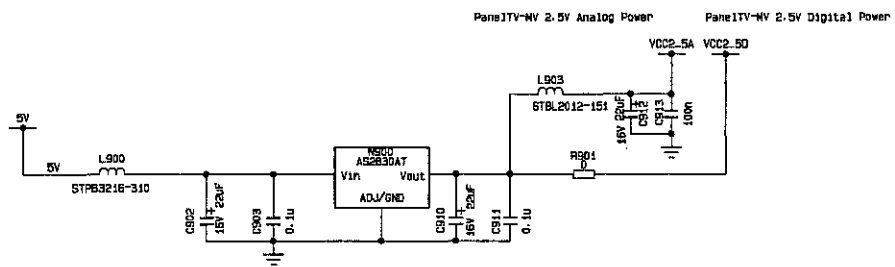 PanelTV-MV 2.5V Analog Power
PanelTV-MV 2.5V Digital Power
VCC2_5A
VCC2_5D
L903
STBL2012-151
16V 22uF
C912
C913
100n
5V
5V
L900
STPB3216-310
N900
AS2830AT
Vin
Vout
ADJ/GND
R901
0
C902
16V 22uF
C903
0.1u
C910
16V 22uF
C911
0.1u